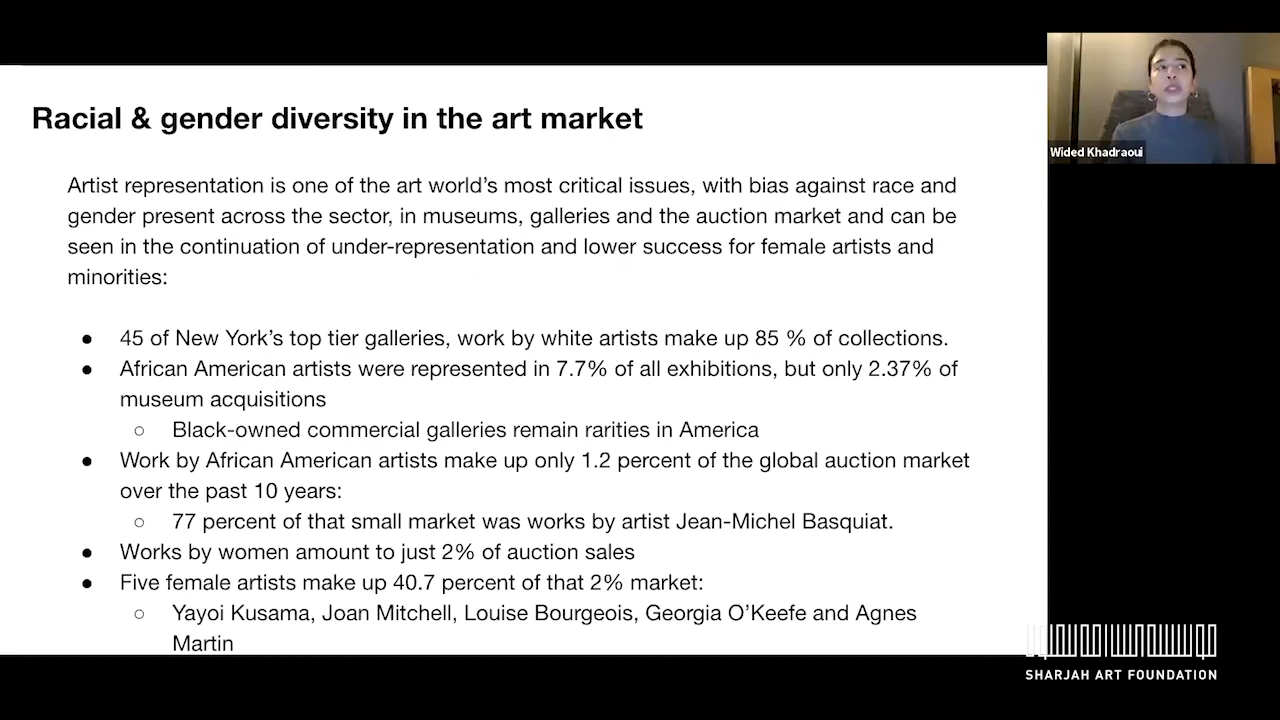 Racial & gender diversity in the art market
Artist representation is one of the art world's most critical issues, with bias against race and
gender present across the sector, in museums, galleries and the auction market and can be
seen in the continuation of under-representation and lower success for female artists and
minorities:
● 45 of New York's top tier galleries, work by white artists make up 85 % of collections.
● African American artists were represented in 7.7% of all exhibitions, but only 2.37% of
museum acquisitions
○ Black-owned commercial galleries remain rarities in America
● Work by African American artists make up only 1.2 percent of the global auction market
over the past 10 years:
○ 77 percent of that small market was works by artist Jean-Michel Basquiat.
● Works by women amount to just 2% of auction sales
● Five female artists make up 40.7 percent of that 2% market:
○ Yayoi Kusama, Joan Mitchell, Louise Bourgeois, Georgia O'Keefe and Agnes
Martin
Wided Khadraoui
SHARJAH ART FOUNDATION